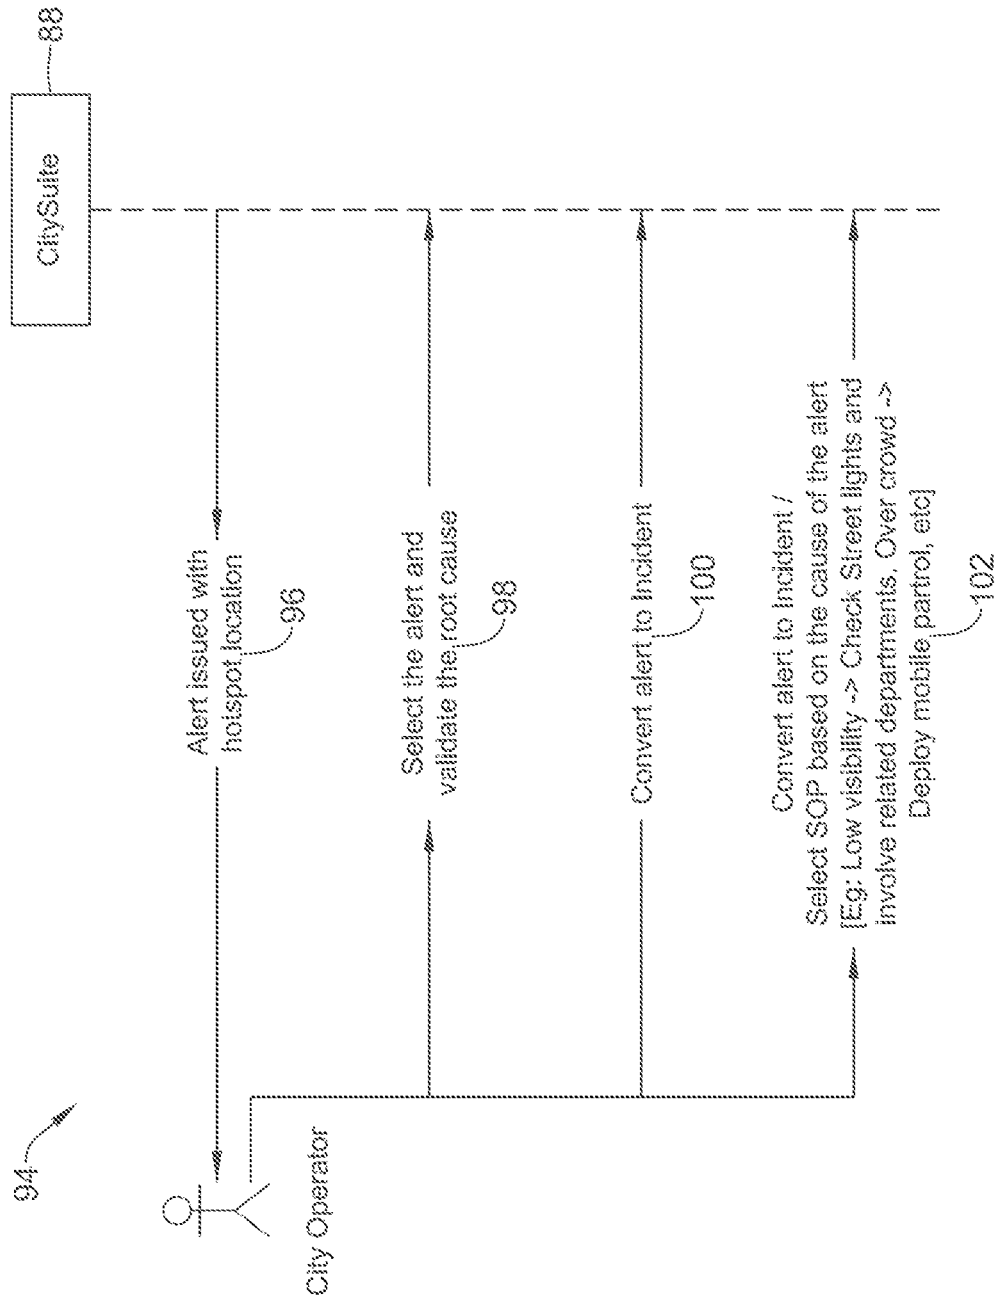 94
CitySuite
88
City Operator
Alert issued with
hotspot location
96
Select the alert and
validate the root cause
98
Convert alert to Incident
100
Convert alert to Incident /
Select SOP based on the cause of the alert
[Eg: Low visibility -> Check Street lights and
involve related departments, Over crowd ->
Deploy mobile partrol, etc]
102